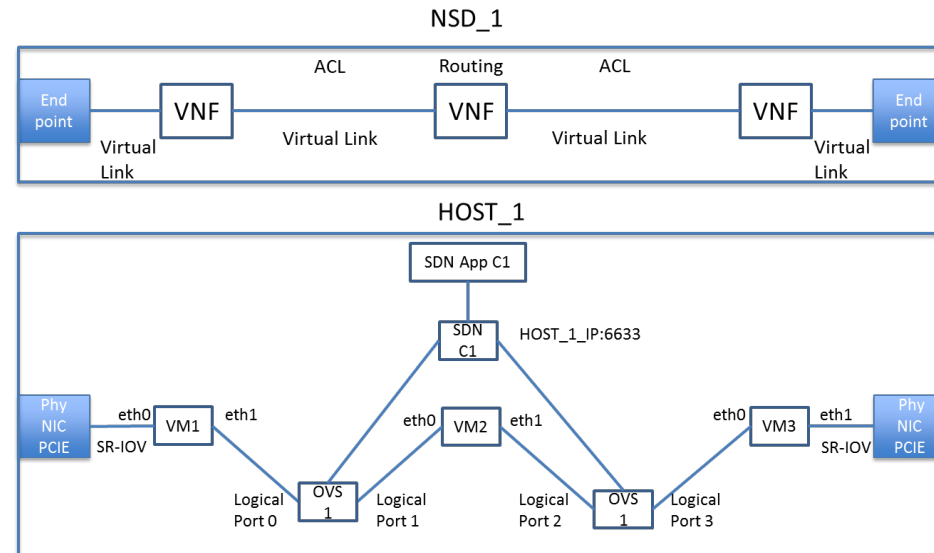 NSD_1
ACL
Routing
ACL
End
point
VNF
VNF
VNF
End
point
Virtual Link
Virtual Link
Virtual
Link
Virtual
Link
HOST_1
SDN App C1
SDN
C1
HOST_1_IP:6633
Phy
NIC
PCIE
eth0
VM1
eth1
SR-IOV
eth0
VM2
eth1
eth0
VM3
eth1
SR-IOV
Phy
NIC
PCIE
Logical
Port 0
OVS
1
Logical
Port 1
Logical
Port 2
OVS
1
Logical
Port 3